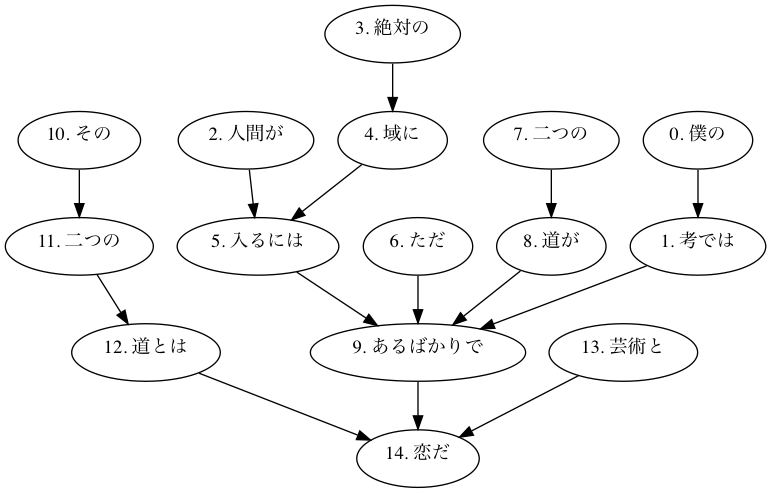 3. 絶対の
10. その
2. 人間が
4. 域に
7. 二つの
0. 僕の
11. 二つの
5. 入るには
6. ただ
8. 道が
1. 考では
12. 道とは
9. あるばかりで
13. 芸術と
14. 恋だ